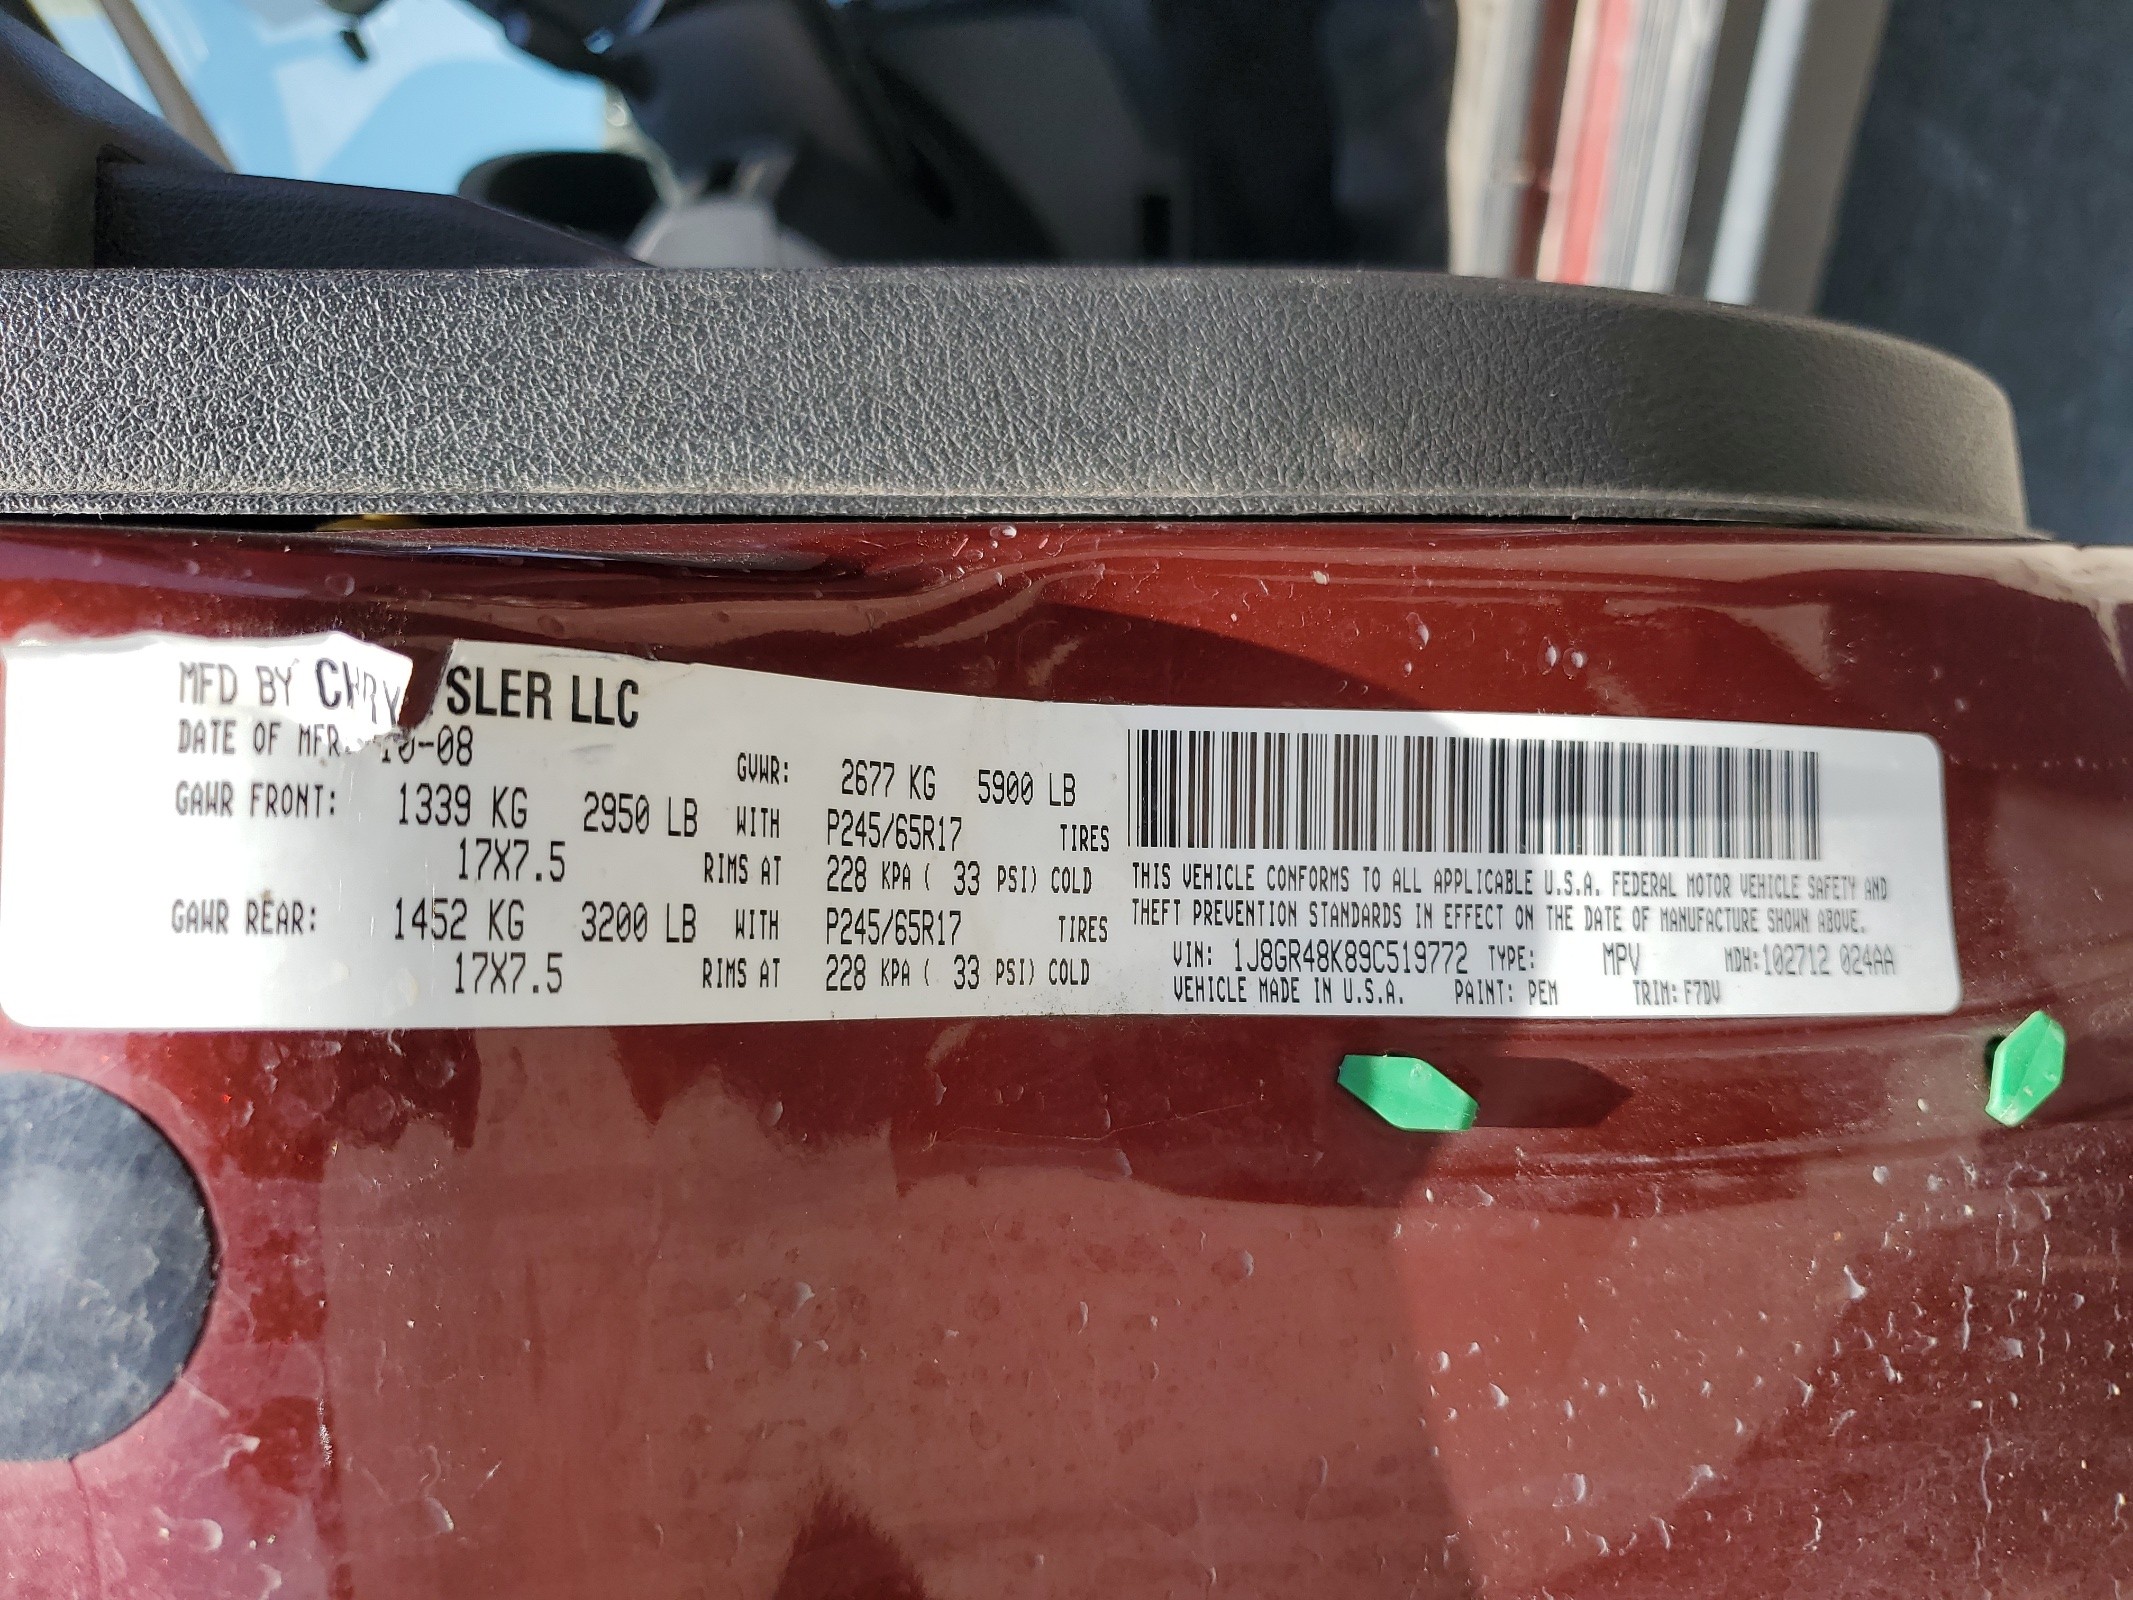 MFD BY CHRYSLER LLC
DATE OF MFR. 10-08
GVWR: 2677 KG 5900 LB
GAWR FRONT: 1339 KG 2950 LB WITH P245/65R17 TIRES
17X7.5 RIMS AT 228 KPA ( 33 PSI) COLD
GAWR REAR: 1452 KG 3200 LB WITH P245/65R17 TIRES
17X7.5 RIMS AT 228 KPA ( 33 PSI) COLD
THIS VEHICLE CONFORMS TO ALL APPLICABLE U.S.A. FEDERAL MOTOR VEHICLE SAFETY AND
THEFT PREVENTION STANDARDS IN EFFECT ON THE DATE OF MANUFACTURE SHOWN ABOVE.
VIN: 1J8GR48K89C519772 TYPE: MPV MDH:102712 024AA
VEHICLE MADE IN U.S.A. PAINT: PEM TRIM: F7DV